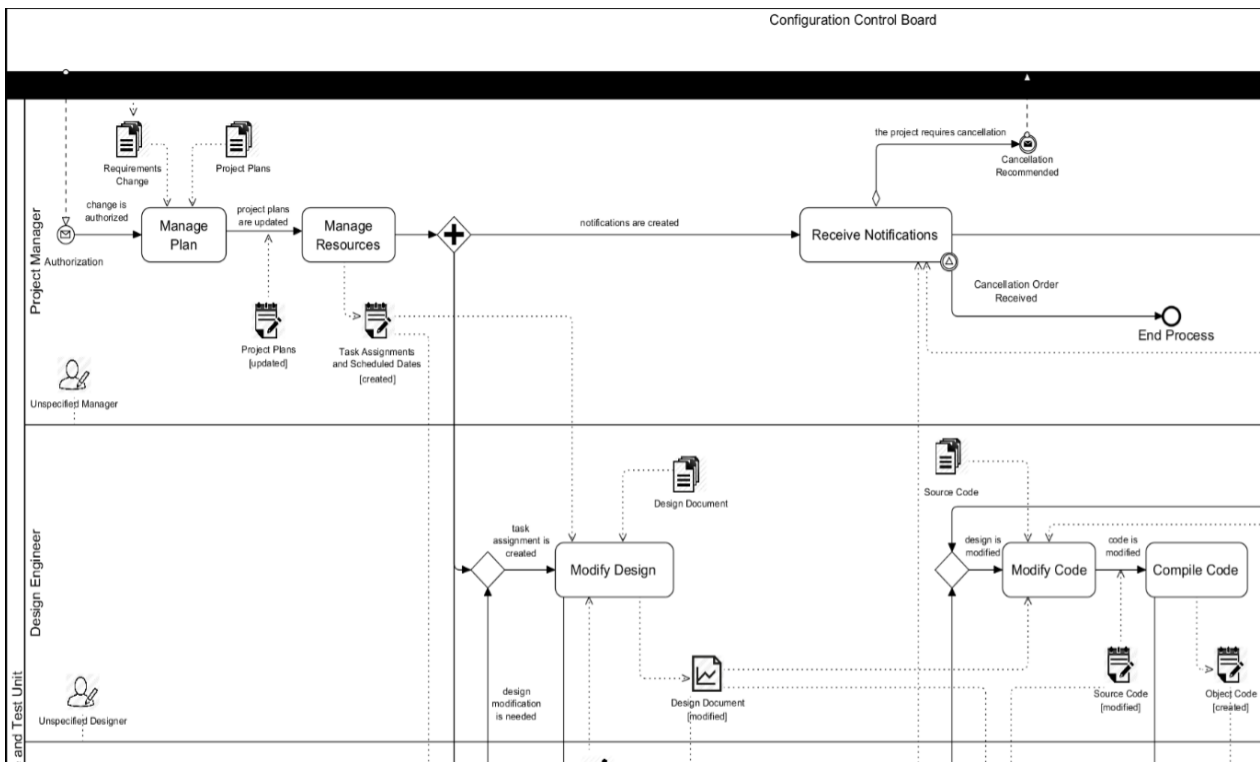 Configuration Control Board
the project requires cancellation
Cancellation
Recommended
Requirements
Change
Project Plans
change is
authorized
Manage
Plan
project plans
are updated
Manage
Resources
notifications are created
Receive Notifications
Authorization
Cancellation Order
Received
End Process
Project Manager
Project Plans
[updated]
Task Assignments
and Scheduled Dates
[created]
Unspecified Manager
Source Code
Design Document
task
assignment is
created
Modify Design
design is
modified
Modify Code
code is
modified
Compile Code
Design Engineer
design
modification
is needed
Design Document
[modified]
Source Code
[modified]
Object Code
[created]
Unspecified Designer
and Test Unit